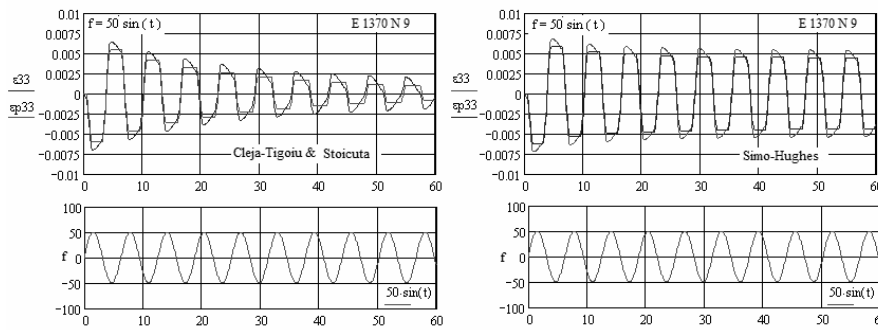 0.01
f = 50 sin ( t )
E 1370 N 9
0.0075
0.005
0.0025
ε33
0
εp33
−0.0025
−0.005
−0.0075
Cleja-Tigoiu & Stoicuta
−0.01
0 10 20 30 40 50 60
100
50
f 0
−50
50·sin(t)
−100
0 10 20 30 40 50 60
0.01
f = 50 sin ( t )
E 1370 N 9
0.0075
0.005
0.0025
ε33
0
εp33
−0.0025
−0.005
−0.0075
Simo-Hughes
−0.01
0 10 20 30 40 50 60
100
50
f 0
−50
50·sin(t)
−100
0 10 20 30 40 50 60